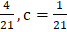 4/21, c = 1/21